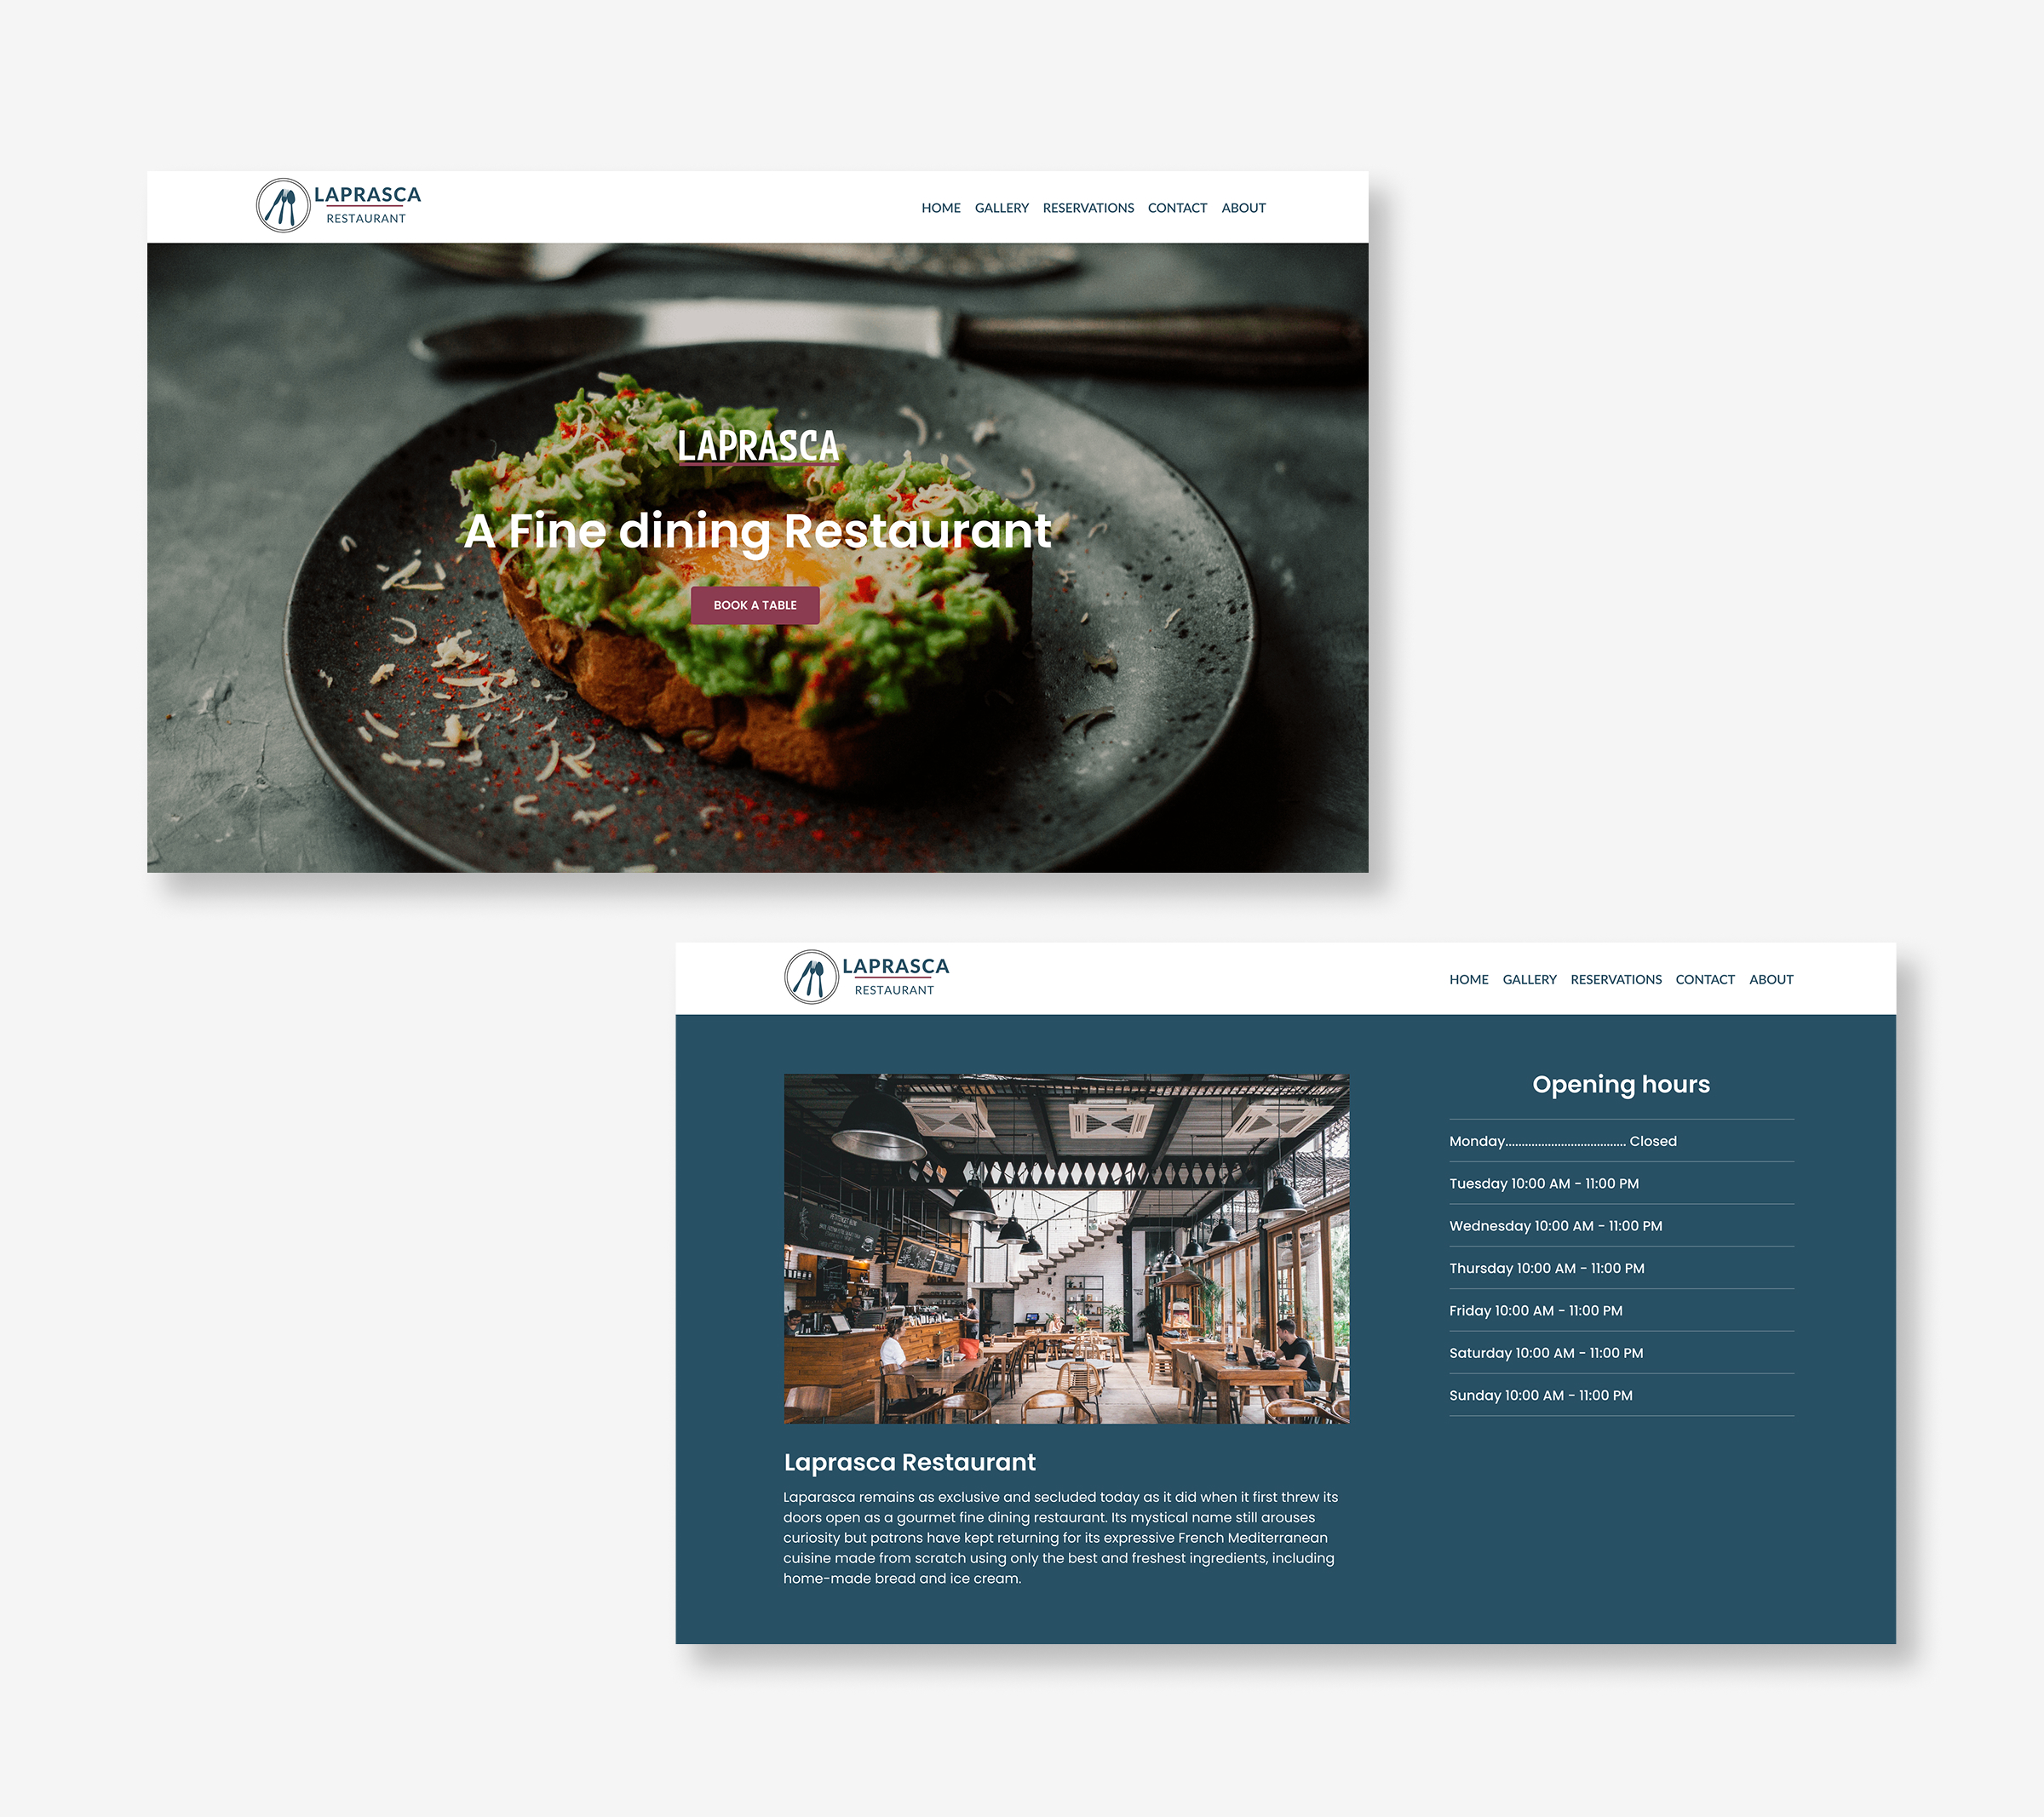 LAPRASCA
RESTAURANT
HOME GALLERY RESERVATIONS CONTACT ABOUT
LAPRASCA
A Fine dining Restaurant
BOOK A TABLE
LAPRASCA
RESTAURANT
HOME GALLERY RESERVATIONS CONTACT ABOUT
Opening hours
Monday..................................... Closed
Tuesday 10:00 AM - 11:00 PM
Wednesday 10:00 AM - 11:00 PM
Thursday 10:00 AM - 11:00 PM
Friday 10:00 AM - 11:00 PM
Saturday 10:00 AM - 11:00 PM
Sunday 10:00 AM - 11:00 PM
Laprasca Restaurant
Laparasca remains as exclusive and secluded today as it did when it first threw its
doors open as a gourmet fine dining restaurant. Its mystical name still arouses
curiosity but patrons have kept returning for its expressive French Mediterranean
cuisine made from scratch using only the best and freshest ingredients, including
home-made bread and ice cream.